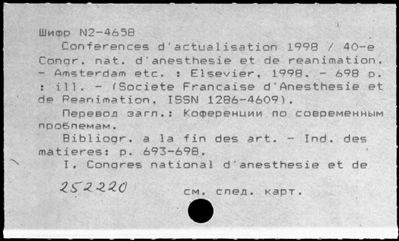 Шифр N2-4658
Conferences d'actualisation 1998 / 40-e
Congr. nat. d'anesthesie et de reanimation.
- Amsterdam etc. : Elsevier, 1998. - 698 p.
: ill. - (Societe Francaise d'Anesthesie et
de Reanimation, ISSN 1286-4609).
Перевод загл.: Коференции по современным
проблемам.
Bibliogr. a la fin des art. - Ind. des
matieres: p. 693-698.
I. Congres national d'anesthesie et de
252220
см. след. карт.